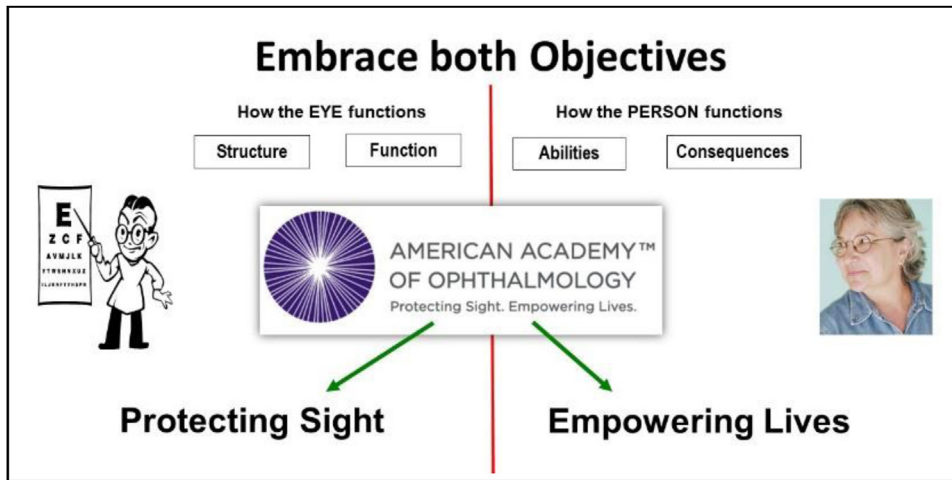 Embrace both Objectives
How the EYE functions
How the PERSON functions
Structure
Function
Abilities
Consequences
E
Z C F
AVMJLK
AMERICAN ACADEMY™
OF OPHTHALMOLOGY
Protecting Sight. Empowering Lives.
Protecting Sight
Empowering Lives